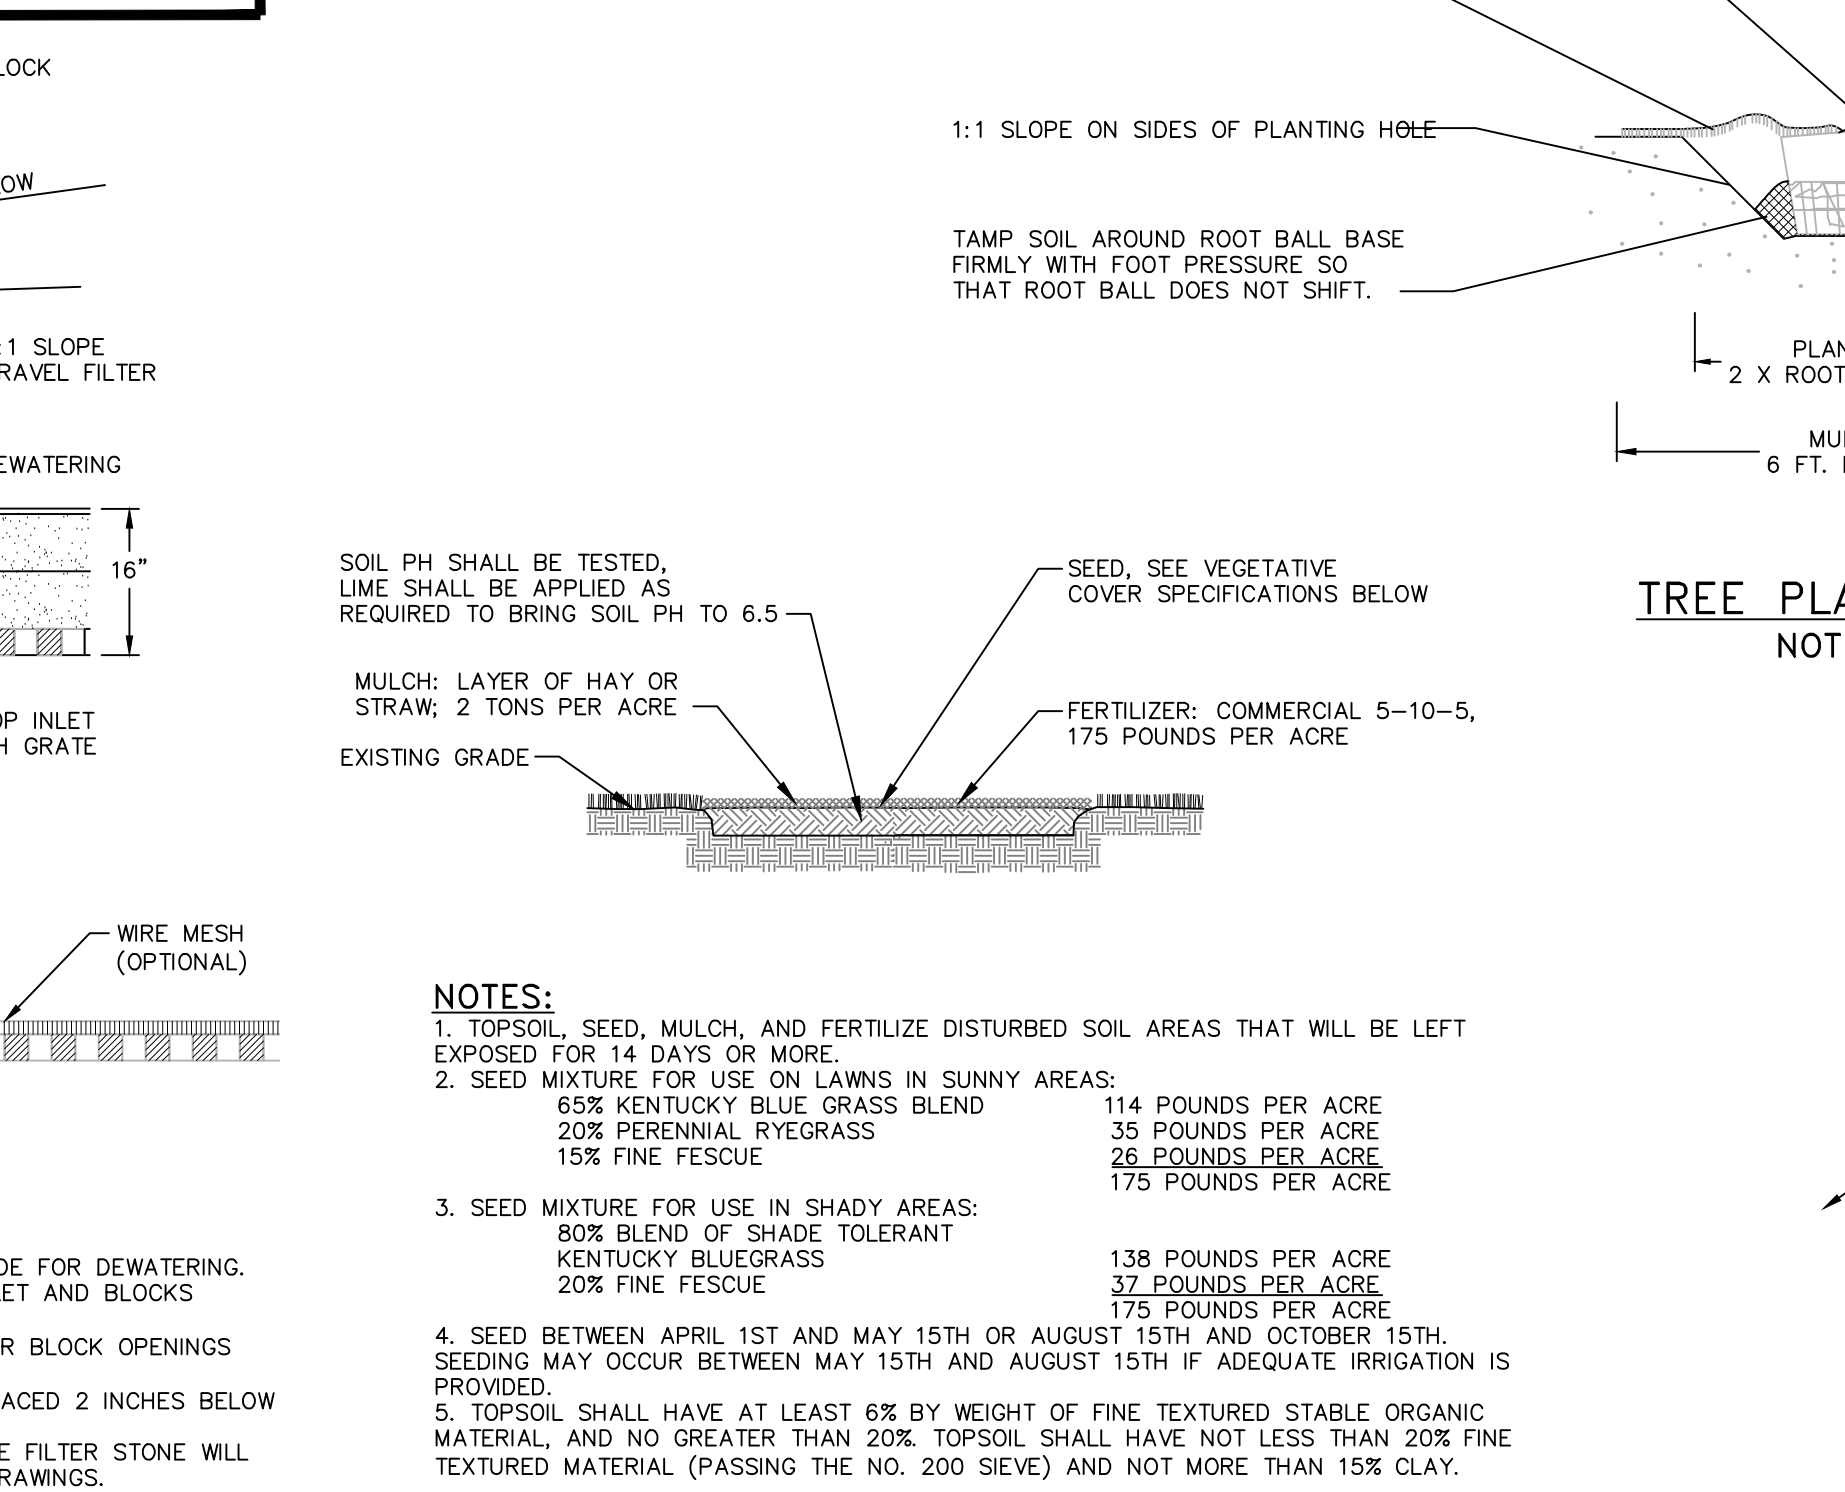 1:1 SLOPE ON SIDES OF PLANTING HOLE
TAMP SOIL AROUND ROOT BALL BASE
FIRMLY WITH FOOT PRESSURE SO
THAT ROOT BALL DOES NOT SHIFT.
:1 SLOPE
FILTER
2 X ROOT
6 FT.
16"
SOIL PH SHALL BE TESTED,
LIME SHALL BE APPLIED AS
REQUIRED TO BRING SOIL PH TO 6.5
SEED, SEE VEGETATIVE
COVER SPECIFICATIONS BELOW
TREE
NOT
MULCH: LAYER OF HAY OR
STRAW; 2 TONS PER ACRE
FERTILIZER: COMMERCIAL 5-10-5,
175 POUNDS PER ACRE
EXISTING GRADE
INLET
GRATE
WIRE MESH
(OPTIONAL)
NOTES:
1. TOPSOIL, SEED, MULCH, AND FERTILIZE DISTURBED SOIL AREAS THAT WILL BE LEFT
EXPOSED FOR 14 DAYS OR MORE.
2. SEED MIXTURE FOR USE ON LAWNS IN SUNNY AREAS:
65% KENTUCKY BLUE GRASS BLEND 114 POUNDS PER ACRE
20% PERENNIAL RYEGRASS 35 POUNDS PER ACRE
15% FINE FESCUE 26 POUNDS PER ACRE
175 POUNDS PER ACRE
3. SEED MIXTURE FOR USE IN SHADY AREAS:
80% BLEND OF SHADE TOLERANT
KENTUCKY BLUEGRASS 138 POUNDS PER ACRE
20% FINE FESCUE 37 POUNDS PER ACRE
175 POUNDS PER ACRE
4. SEED BETWEEN APRIL 1ST AND MAY 15TH OR AUGUST 15TH AND OCTOBER 15TH.
SEEDING MAY OCCUR BETWEEN MAY 15TH AND AUGUST 15TH IF ADEQUATE IRRIGATION IS
PROVIDED.
5. TOPSOIL SHALL HAVE AT LEAST 6% BY WEIGHT OF FINE TEXTURED STABLE ORGANIC
MATERIAL, AND NO GREATER THAN 20%. TOPSOIL SHALL HAVE NOT LESS THAN 20% FINE
TEXTURED MATERIAL (PASSING THE NO. 200 SIEVE) AND NOT MORE THAN 15% CLAY.
FOR DEWATERING.
AND BLOCKS
BLOCK OPENINGS
2 INCHES BELOW
FILTER STONE WILL